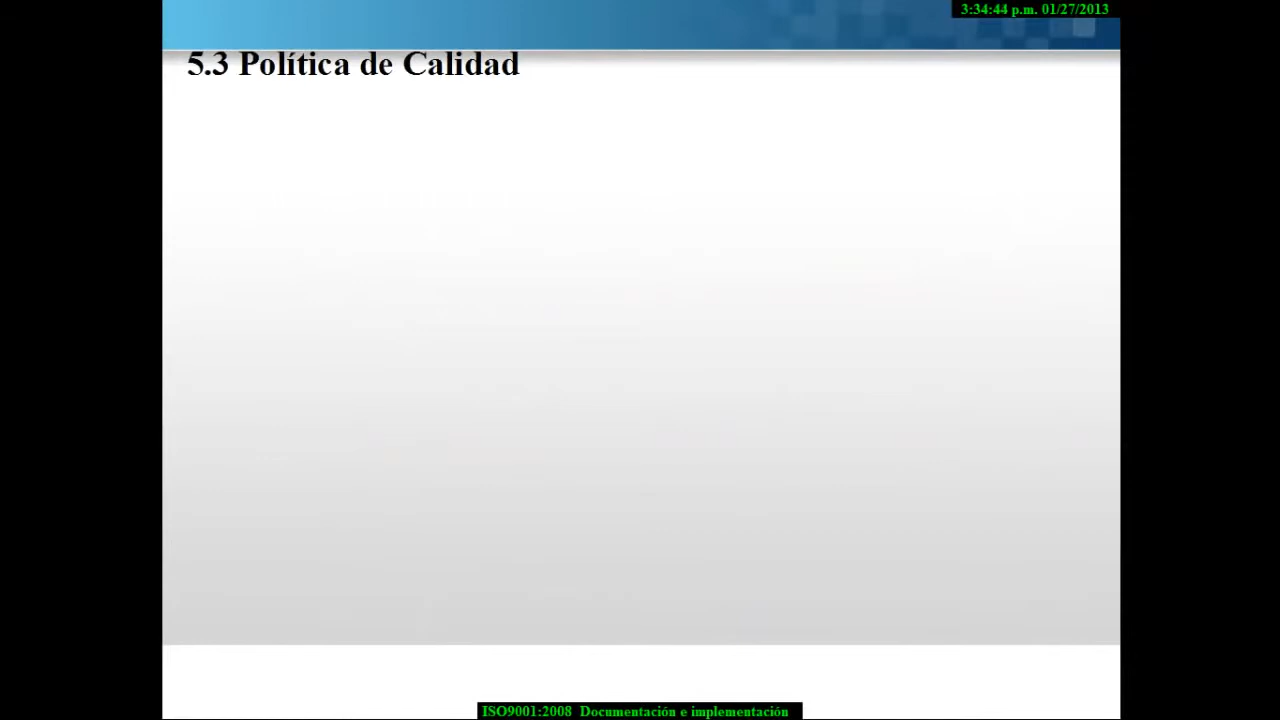 3:34:44 p.m. 01/27/2013
5.3 Política de Calidad
ISO9001:2008 Documentación e implementación